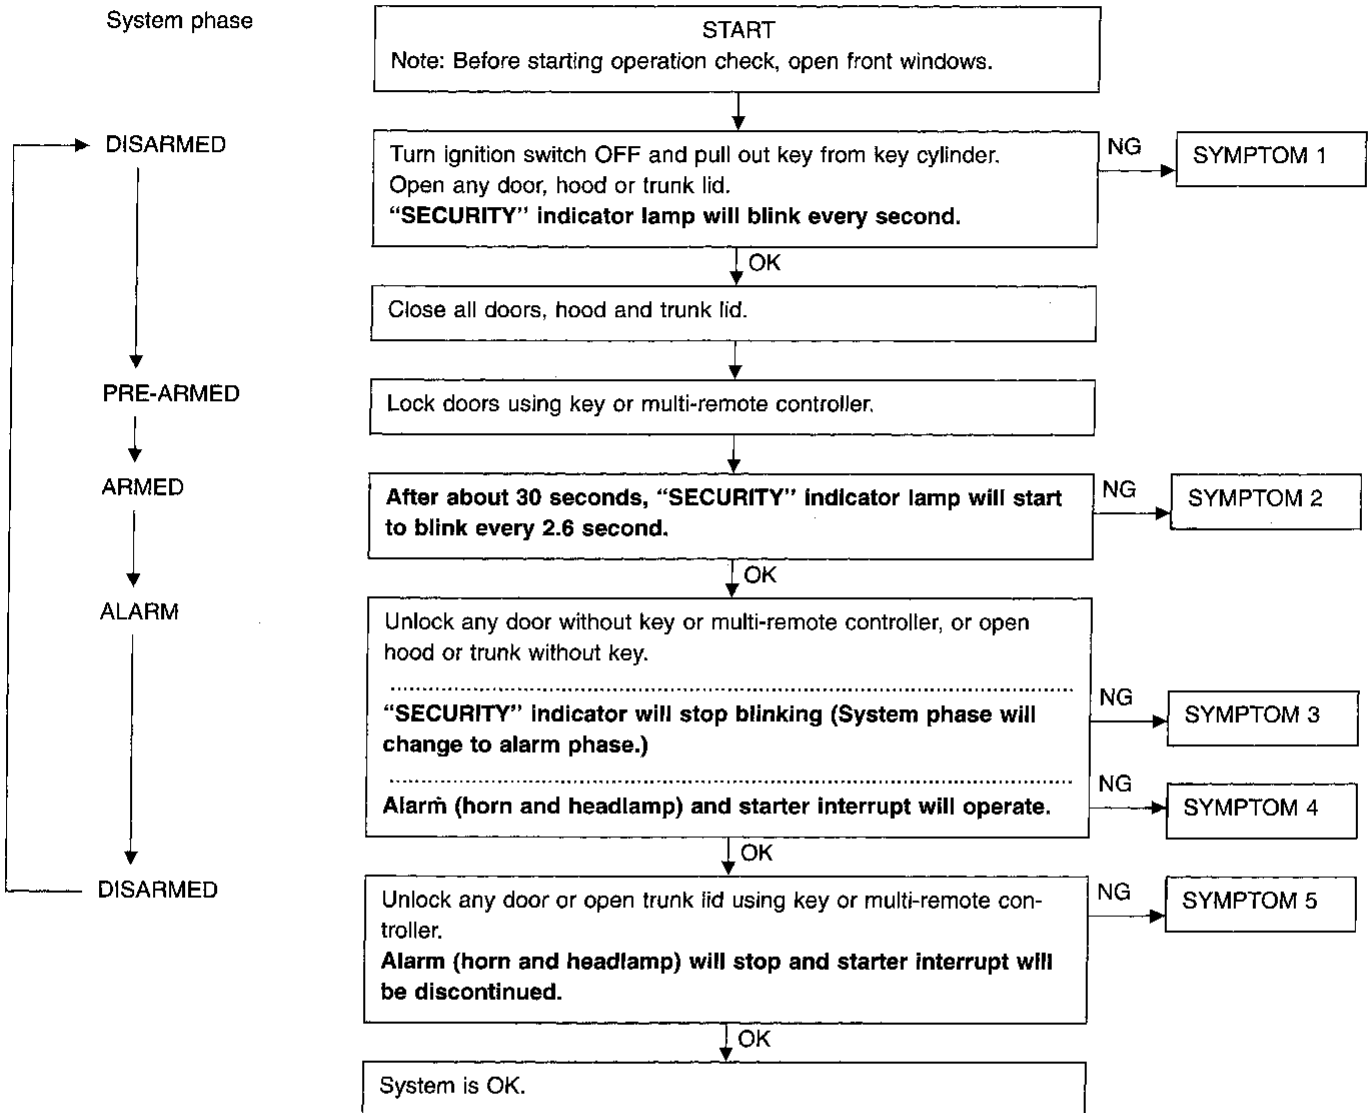 System phase
START
Note: Before starting operation check, open front windows.
DISARMED
Turn ignition switch OFF and pull out key from key cylinder.
Open any door, hood or trunk lid.
“SECURITY” indicator lamp will blink every second.
NG
SYMPTOM 1
OK
Close all doors, hood and trunk lid.
PRE-ARMED
Lock doors using key or multi-remote controller.
ARMED
After about 30 seconds, “SECURITY” indicator lamp will start
to blink every 2.6 second.
NG
SYMPTOM 2
OK
ALARM
Unlock any door without key or multi-remote controller, or open
hood or trunk without key.
“SECURITY” indicator will stop blinking (System phase will
change to alarm phase.)
NG
SYMPTOM 3
Alarm (horn and headlamp) and starter interrupt will operate.
NG
SYMPTOM 4
OK
DISARMED
Unlock any door or open trunk lid using key or multi-remote con-
troller.
Alarm (horn and headlamp) will stop and starter interrupt will
be discontinued.
NG
SYMPTOM 5
OK
System is OK.